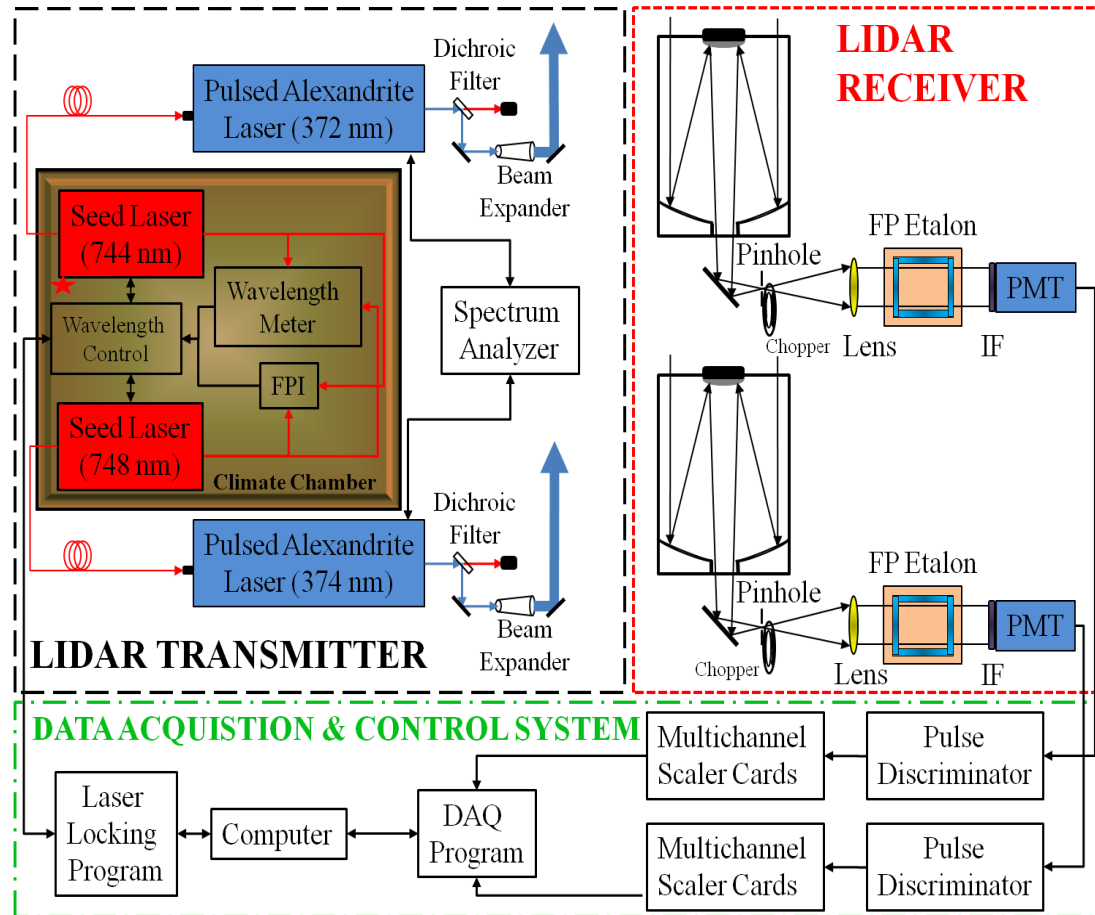 LIDAR
RECEIVER
Dichroic
Filter
Pulsed Alexandrite
Laser (372 nm)
Beam
Expander
Seed Laser
(744 nm)
Wavelength
Meter
Wavelength
Control
FPI
Seed Laser
(748 nm)
Climate Chamber
Spectrum
Analyzer
Dichroic
Filter
Pulsed Alexandrite
Laser (374 nm)
Beam
Expander
LIDAR TRANSMITTER
FP Etalon
Pinhole
PMT
Chopper
Lens
IF
FP Etalon
Pinhole
PMT
Chopper
Lens
IF
DATA ACQUISTION & CONTROL SYSTEM
Multichannel
Scaler Cards
Pulse
Discriminator
Laser
Locking
Program
Computer
DAQ
Program
Multichannel
Scaler Cards
Pulse
Discriminator